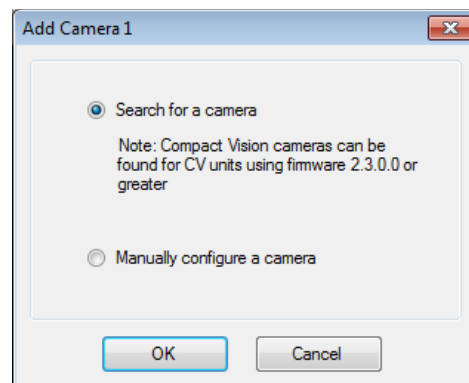 Add Camera 1
Search for a camera
Note: Compact Vision cameras can be
found for CV units using firmware 2.3.0.0 or
greater
Manually configure a camera
OK Cancel